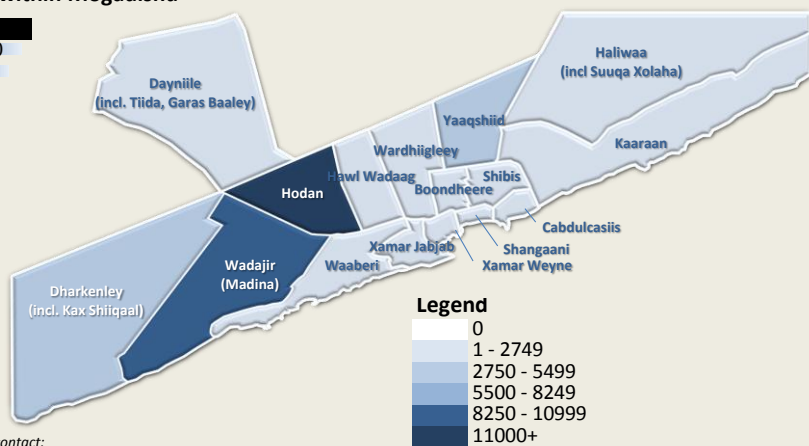 Dayniile
(incl. Tiida, Garas Baaley)
Haliwaa
(incl Suuqa Xolaha)
Yaaqshiid
Kaaraan
Wardhiigleey
Hawl Wadaag
Shibis
Boondheere
Hodan
Cabdulcasiis
Xamar Jabjab
Shangaani
Xamar Weyne
Waaberi
Wadajir
(Madina)
Dharkenley
(incl. Kax Shiiqaal)
Legend
0
1 - 2749
2750 - 5499
5500 - 8249
8250 - 10999
11000+